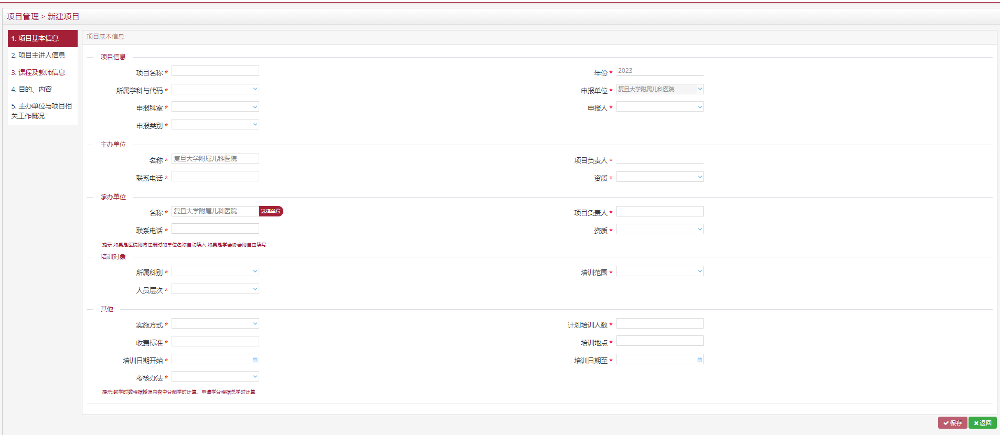 项目管理 > 新建项目
1. 项目基本信息
2. 项目主讲人信息
3. 课程及教师信息
4. 目的、内容
5. 主办单位与项目相
关工作概况
项目基本信息
项目信息
项目名称 *
年份 * 2023
所属学科与代码 *
申报单位 * 复旦大学附属儿科医院
申报科室 *
申报人 *
申报类别 *
主办单位
名称 * 复旦大学附属儿科医院
项目负责人 *
联系电话 *
资质 *
承办单位
名称 * 复旦大学附属儿科医院 选择单位
项目负责人 *
联系电话 *
资质 *
提示:如果是医院则将注册时的单位名称自动填入,如果是学会协会则自由填写
培训对象
所属科别 *
培训范围 *
人员层次 *
其他
实施方式 *
计划培训人数 *
收费标准 *
培训地点 *
培训日期开始 *
培训日期至 *
考核办法 *
提示:教学时数根据授课内容中分配学时计算，申请学分根据总学时计算
保存
返回